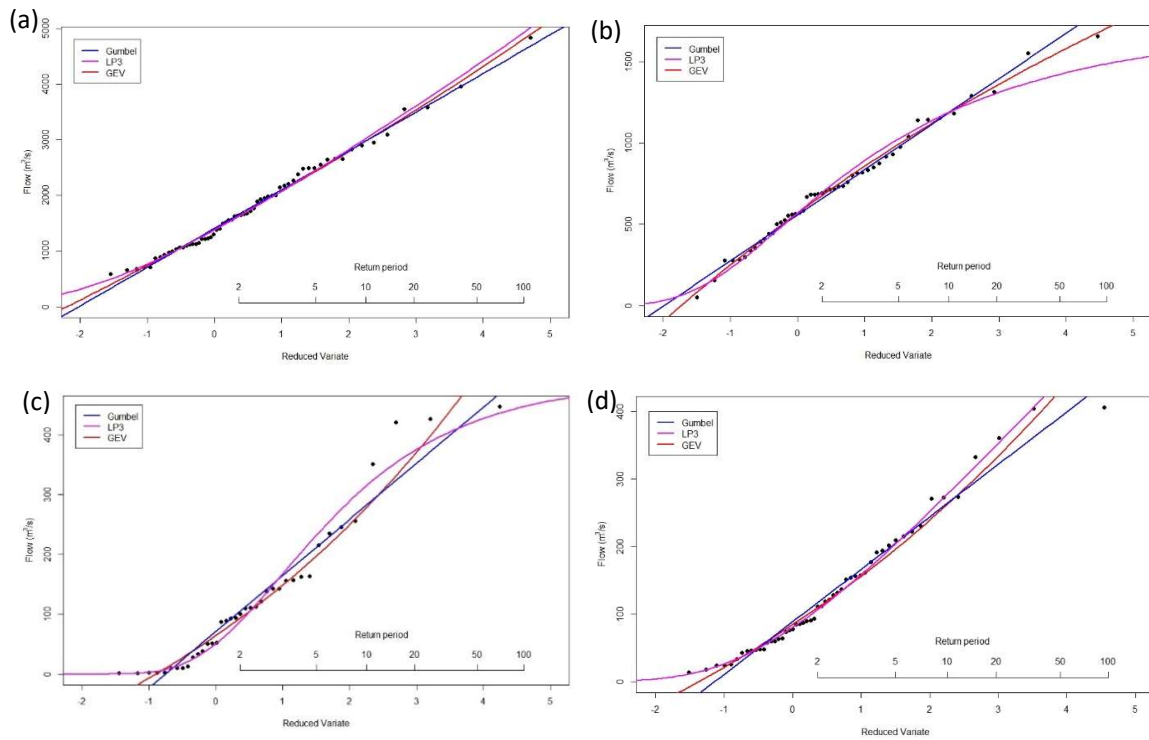 (a)
5000
4000
3000
2000
1000
0
Flow (m³/s)
Gumbel
LP3
GEV
Return period
2 5 10 20 50 100
-2 -1 0 1 2 3 4 5
Reduced Variate
(b)
1500
1000
500
0
Flow (m³/s)
Gumbel
LP3
GEV
Return period
2 5 10 20 50 100
-2 -1 0 1 2 3 4 5
Reduced Variate
(c)
400
300
200
100
0
Flow (m³/s)
Gumbel
LP3
GEV
Return period
2 5 10 20 50 100
-2 -1 0 1 2 3 4 5
Reduced Variate
(d)
400
300
200
100
0
Flow (m³/s)
Gumbel
LP3
GEV
Return period
2 5 10 20 50 100
-2 -1 0 1 2 3 4 5
Reduced Variate